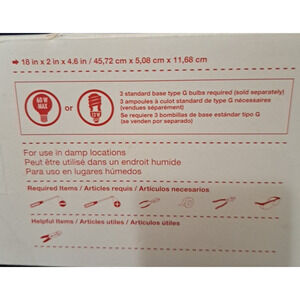 ➡ 18 in x 2 in x 4.6 in / 45,72 cm x 5,08 cm x 11,68 cm
60 W
MAX
or
13 W
3 standard base type G bulbs required (sold separately)
3 ampoules à culot standard de type G nécessaires
(vendues séparément)
Se requiere 3 bombillas de base estándar tipo G
(se venden por separado)
For use in damp locations
Peut être utilisé dans un endroit humide
Para uso en lugares húmedos
Required Items / Articles requis / Artículos necesarios
Helpful Items / Articles utiles / Artículos útiles